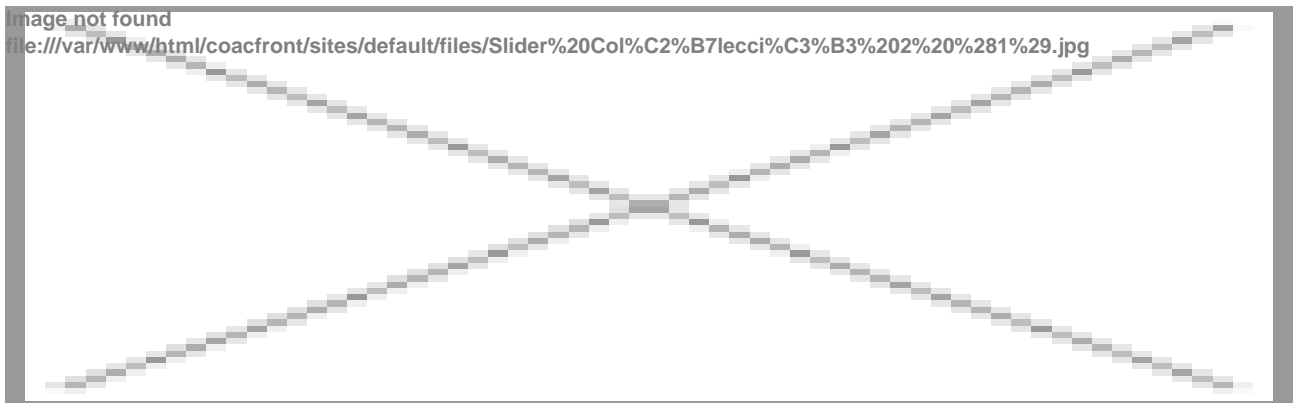 Image not found
file:///var/www/html/coacfront/sites/default/files/Slider%20Col%C2%B7lecci%C3%B3%202%20%281%29.jpg